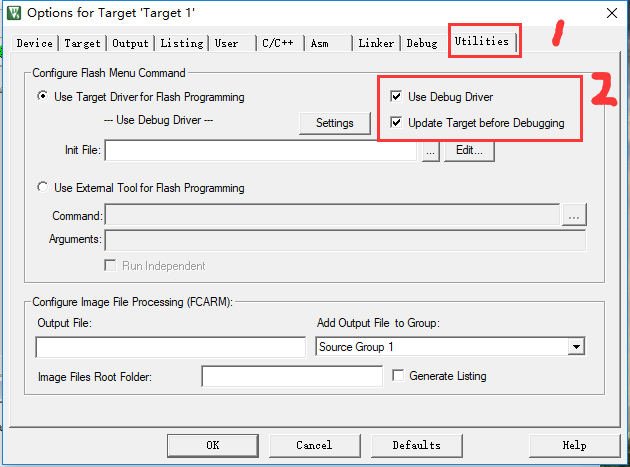 Options for Target 'Target 1'
Device Target Output Listing User C/C++ Asm Linker Debug Utilities
1
Configure Flash Menu Command
Use Target Driver for Flash Programming
Use Debug Driver
2
--- Use Debug Driver ---
Settings
Update Target before Debugging
Init File:
...
Edit...
Use External Tool for Flash Programming
Command:
...
Arguments:
Run Independent
Configure Image File Processing (FCARM):
Output File:
Add Output File to Group:
Source Group 1
Image Files Root Folder:
Generate Listing
OK
Cancel
Defaults
Help